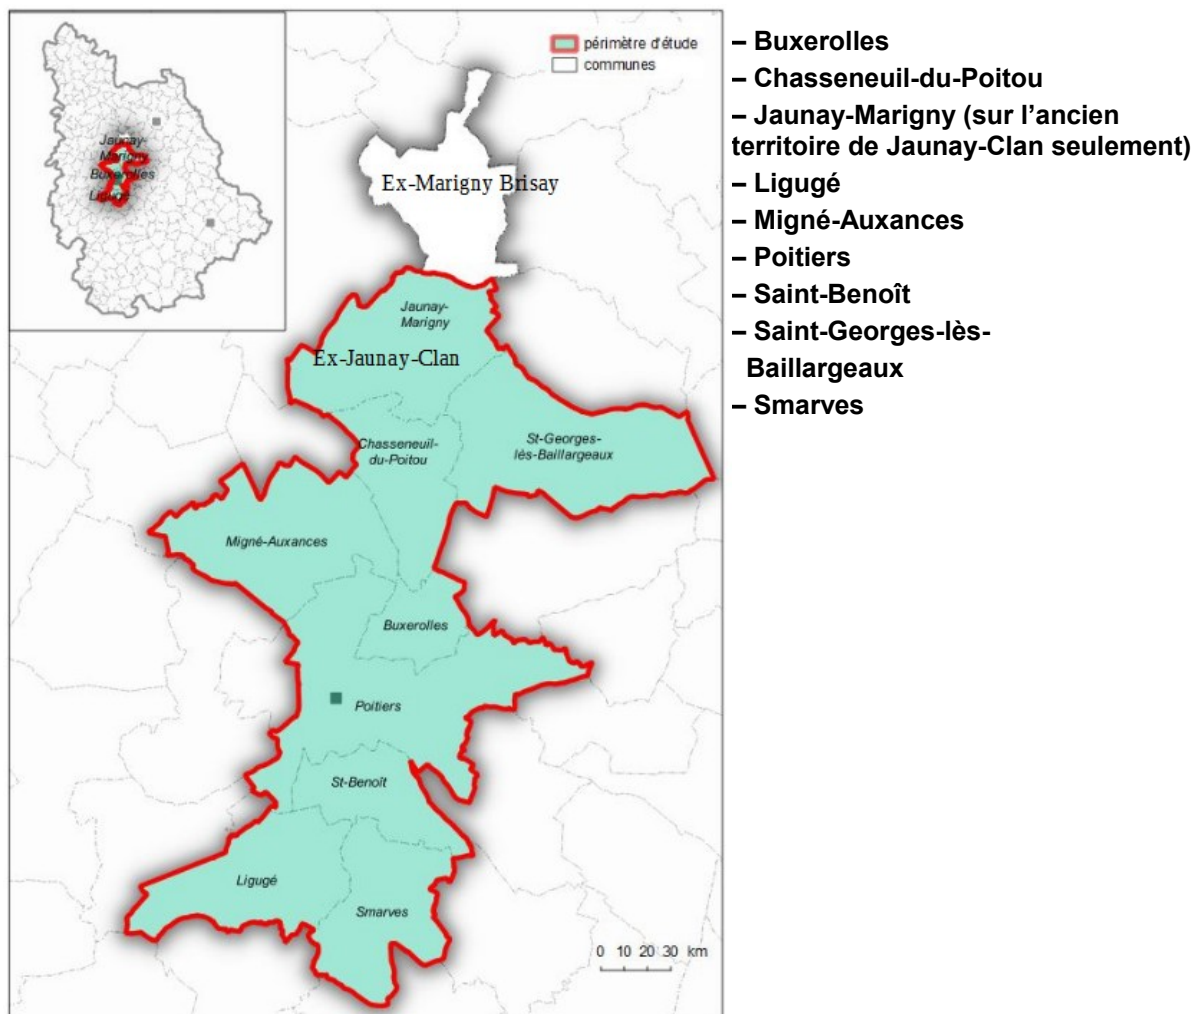 périmètre d'étude
communes
Jaunay-
Marigny
Buxerolles
Ligugé
Ex-Marigny Brisay
Jaunay-
Marigny
Ex-Jaunay-Clan
Chasseneuil-
du-Poitou
St-Georges-
lès-Baillargeaux
Migné-Auxances
Buxerolles
Poitiers
St-Benoît
Ligugé
Smarves
0 10 20 30 km
– Buxerolles
– Chasseneuil-du-Poitou
– Jaunay-Marigny (sur l’ancien
territoire de Jaunay-Clan seulement)
– Ligugé
– Migné-Auxances
– Poitiers
– Saint-Benoît
– Saint-Georges-lès-
Baillargeaux
– Smarves